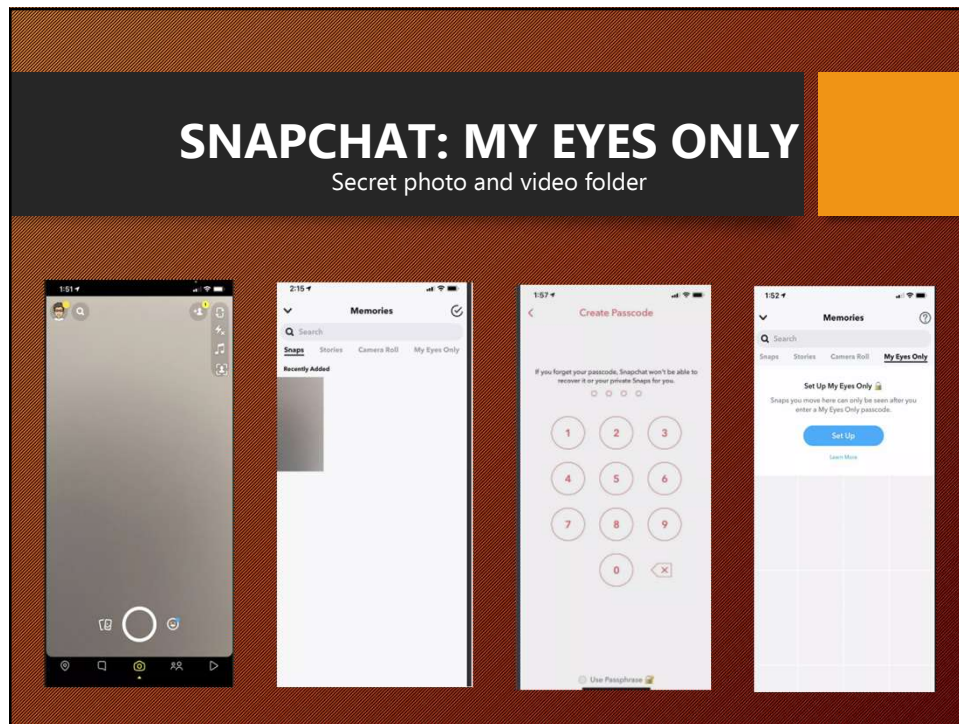 SNAPCHAT: MY EYES ONLY
Secret photo and video folder
1:51
1
2:15
Memories
Search
Snaps Stories Camera Roll My Eyes Only
Recently Added
1:57
Create Passcode
If you forget your passcode, Snapchat won't be able to
recover it or your private Snaps for you.
1 2 3
4 5 6
7 8 9
0
Use Passphrase
1:52
Memories
Search
Snaps Stories Camera Roll My Eyes Only
Set Up My Eyes Only
Snaps you move here can only be seen after you
enter a My Eyes Only passcode.
Set Up
Learn More